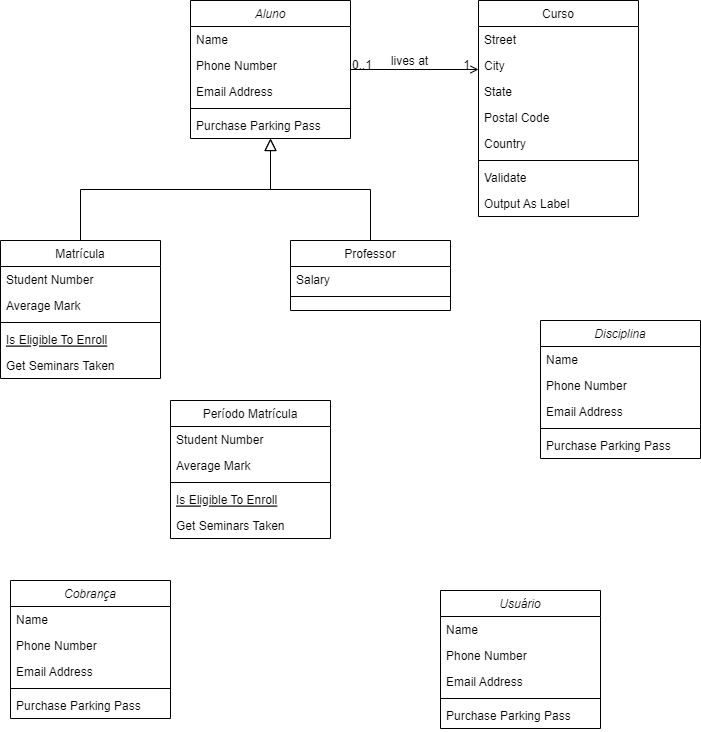 Aluno
Name
Phone Number
Email Address
Purchase Parking Pass
0..1
lives at
1
Curso
Street
City
State
Postal Code
Country
Validate
Output As Label
Matrícula
Student Number
Average Mark
Is Eligible To Enroll
Get Seminars Taken
Professor
Salary
Disciplina
Name
Phone Number
Email Address
Purchase Parking Pass
Período Matrícula
Student Number
Average Mark
Is Eligible To Enroll
Get Seminars Taken
Cobrança
Name
Phone Number
Email Address
Purchase Parking Pass
Usuário
Name
Phone Number
Email Address
Purchase Parking Pass